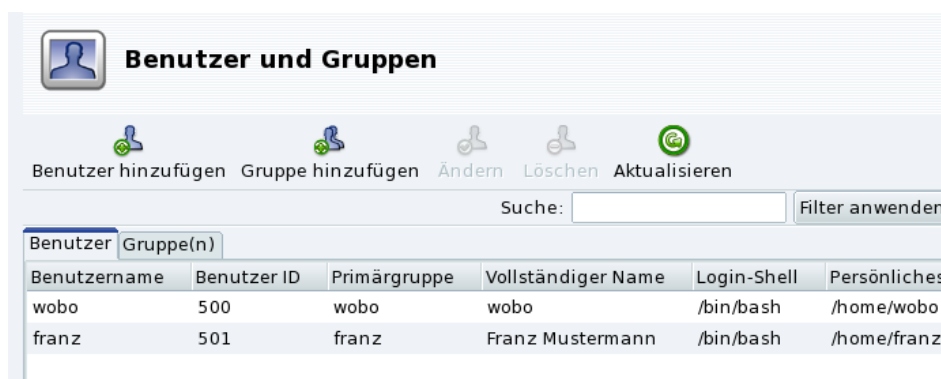 Benutzer und Gruppen
Benutzer hinzufügen Gruppe hinzufügen Ändern Löschen Aktualisieren
Suche: Filter anwenden
Benutzer Gruppe(n)
Benutzername Benutzer ID Primärgruppe Vollständiger Name Login-Shell Persönliches
wobo 500 wobo wobo /bin/bash /home/wobo
franz 501 franz Franz Mustermann /bin/bash /home/franz